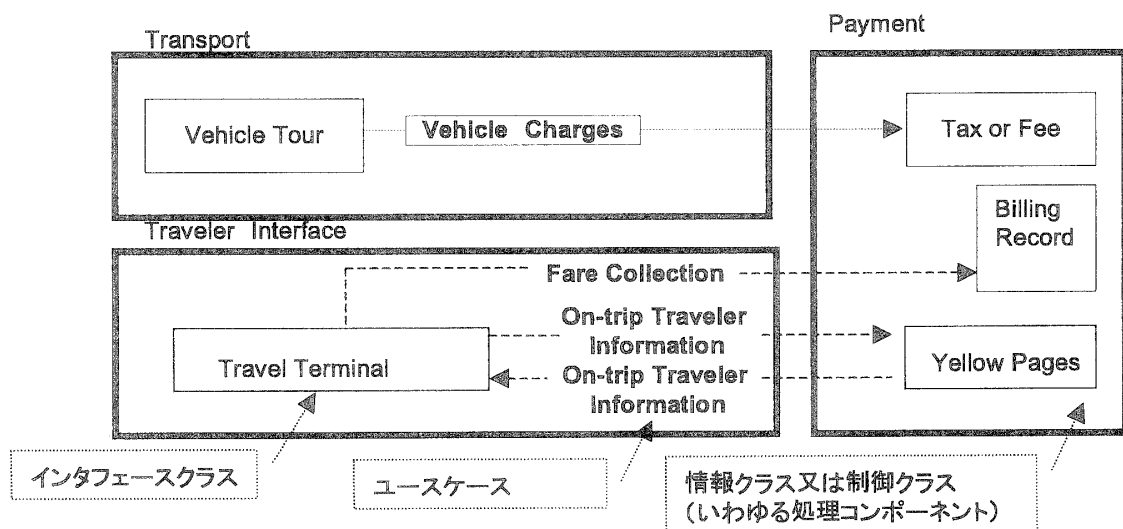 Transport
Payment
Vehicle Tour
Vehicle Charges
Tax or Fee
Billing
Record
Traveler Interface
Fare Collection
On-trip Traveler
Information
Travel Terminal
On-trip Traveler
Information
Yellow Pages
インタフェースクラス
ユースケース
情報クラス又は制御クラス
(いわゆる処理コンポーネント)